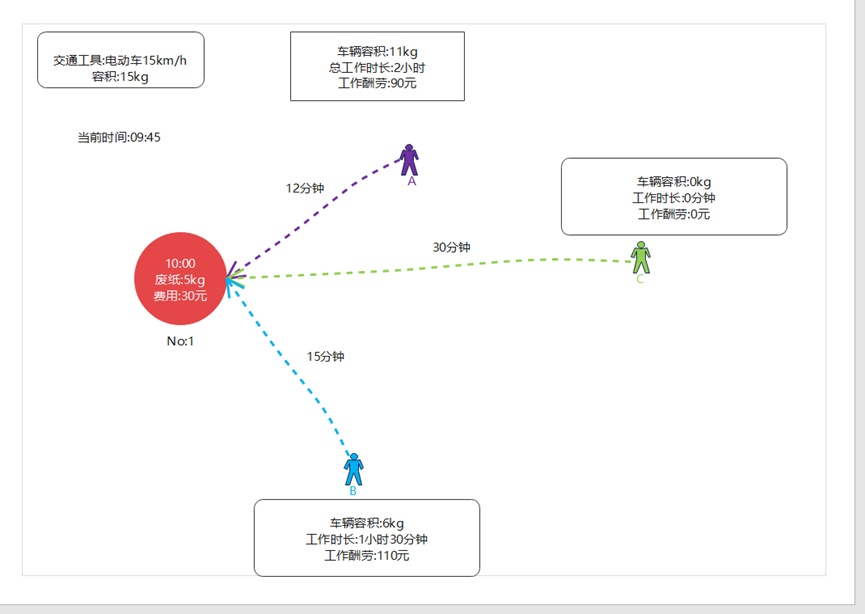 交通工具:电动车15km/h
容积:15kg
车辆容积:11kg
总工作时长:2小时
工作酬劳:90元
当前时间:09:45
A
12分钟
车辆容积:0kg
工作时长:0分钟
工作酬劳:0元
30分钟
C
10:00
废纸:5kg
费用:30元
No:1
15分钟
B
车辆容积:6kg
工作时长:1小时30分钟
工作酬劳:110元